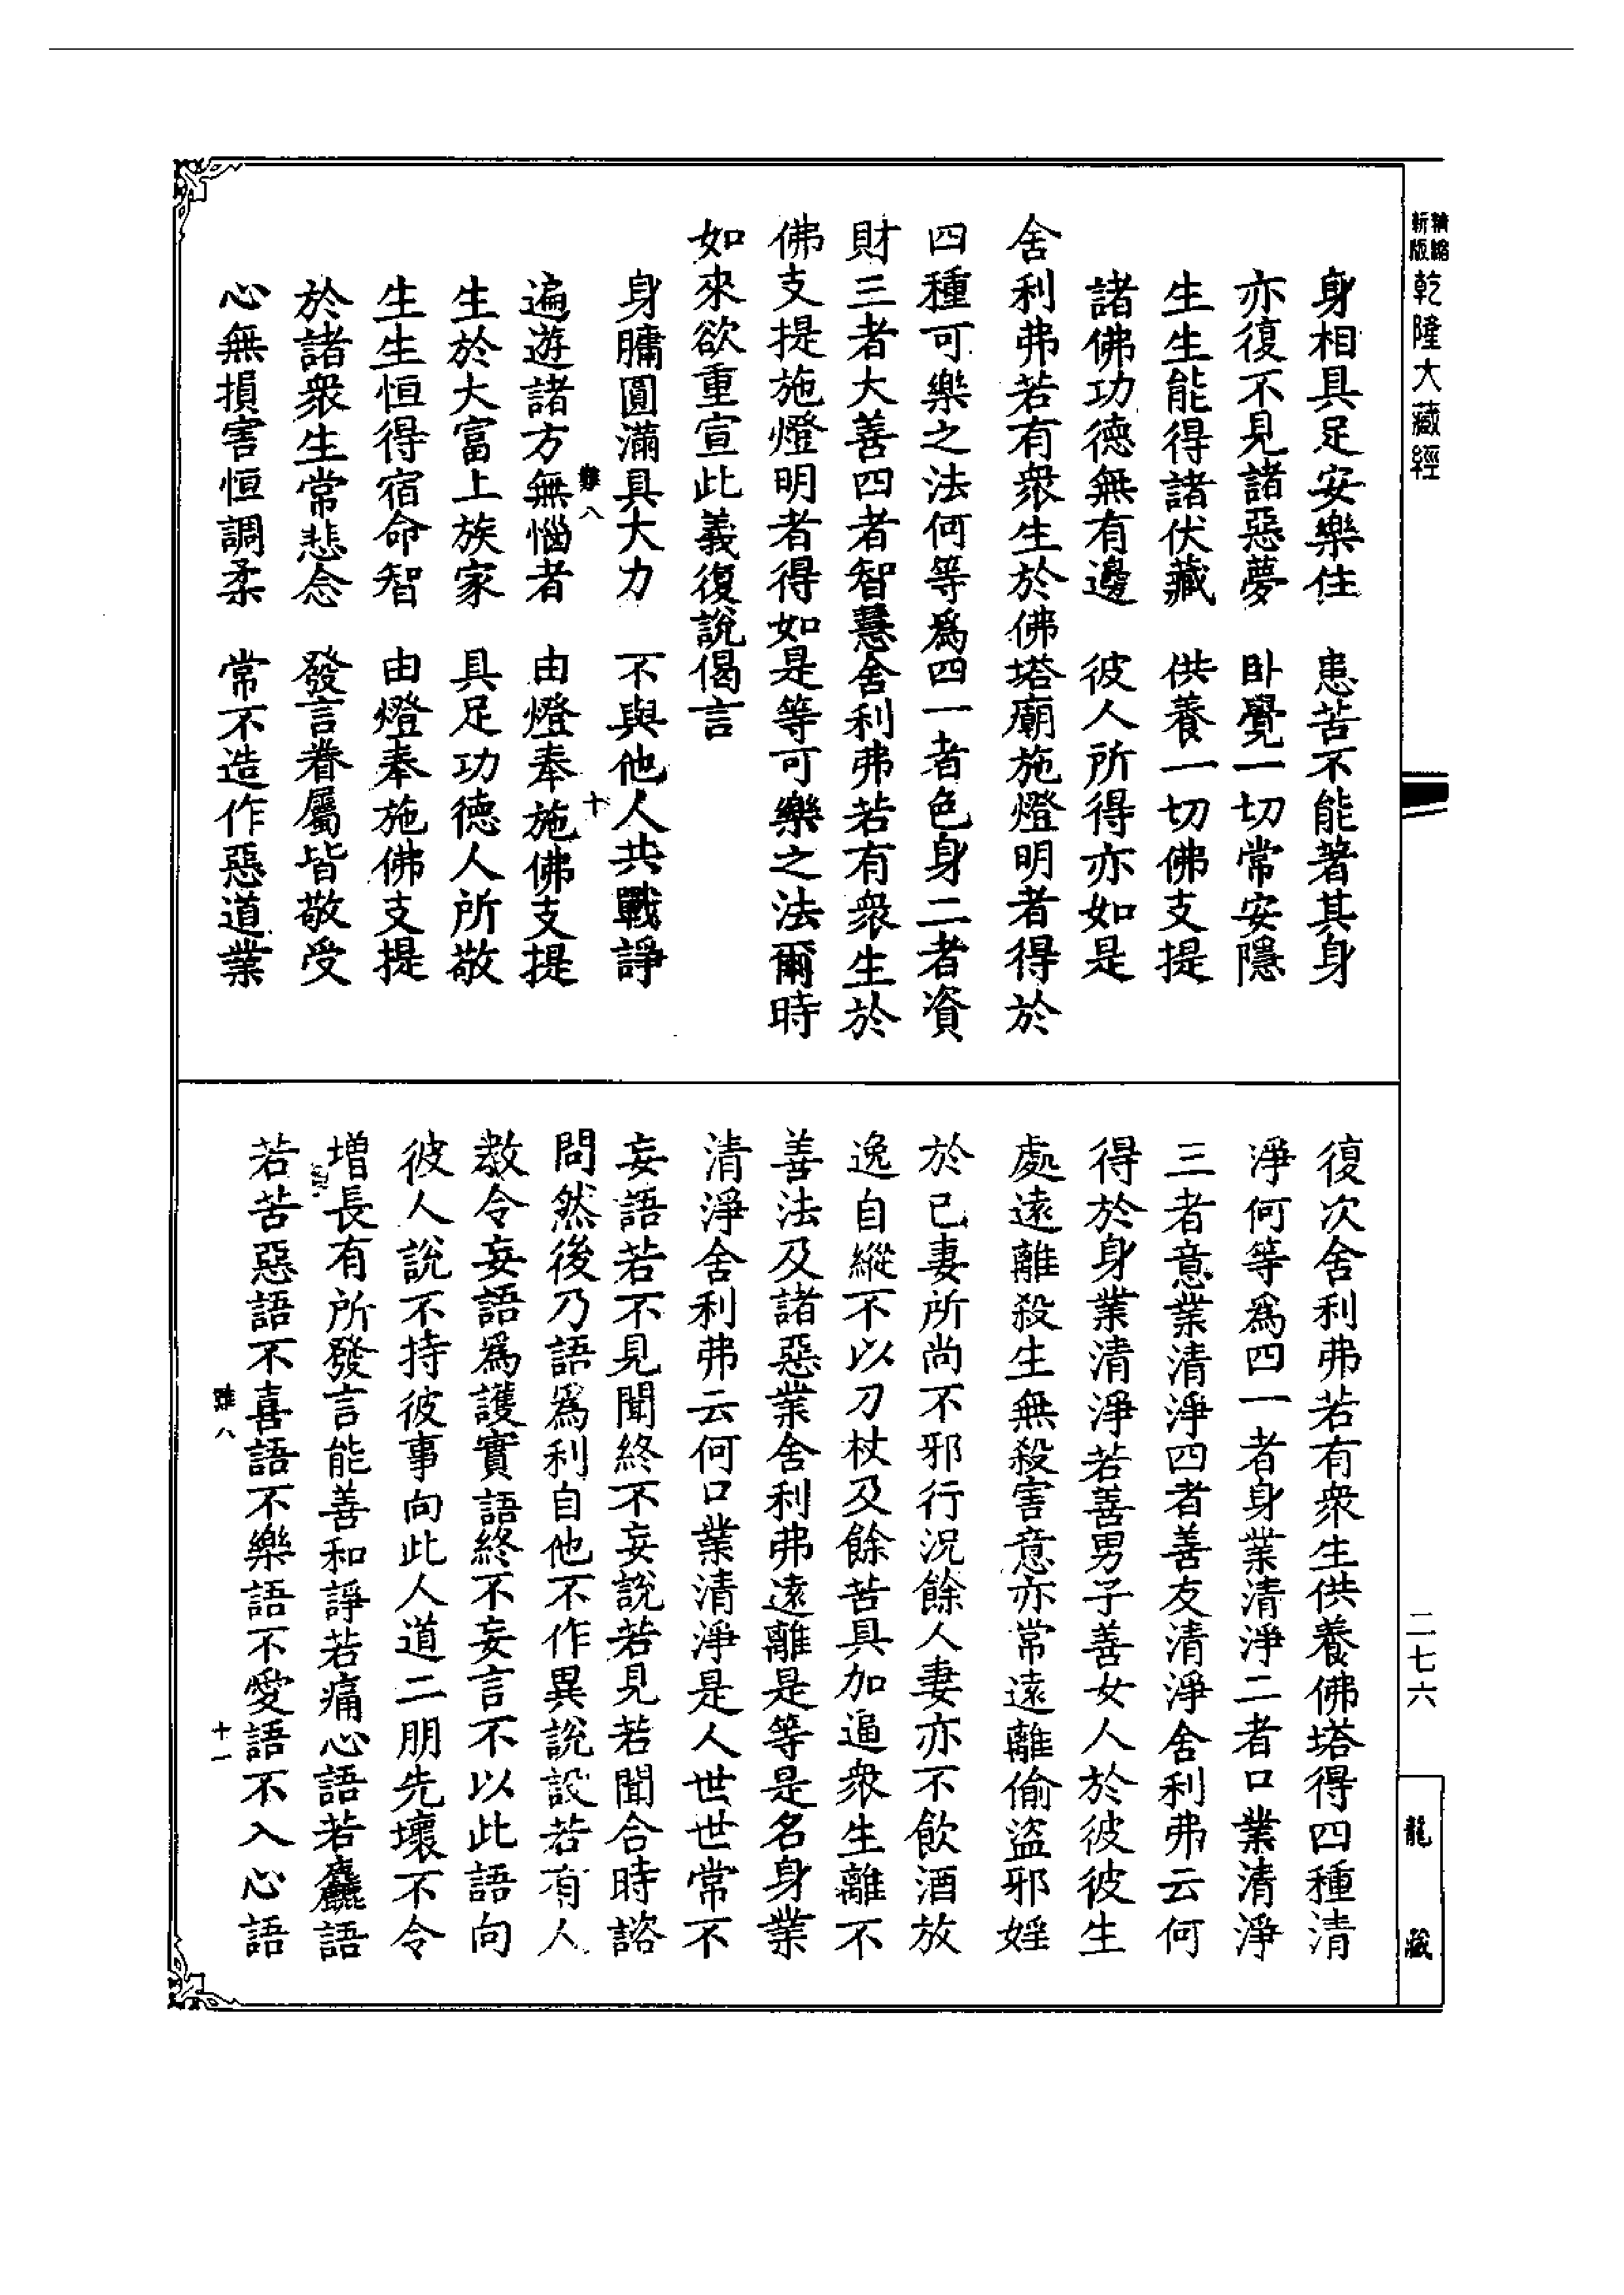 精縮新版乾隆大藏經
身相具足安樂住　患苦不能著其身
亦復不見諸惡夢　臥覺一切常安隱
生生能得諸伏藏　供養一切佛支提
諸佛功德無有邊　彼人所得亦如是
舍利弗若有衆生於佛塔廟施燈明者得於
四種可樂之法何等爲四一者色身二者資
財三者大善四者智慧舍利弗若有衆生於
佛支提施燈明者得如是等可樂之法爾時
如來欲重宣此義復說偈言
身膅圓滿具大力　不與他人共戰諍
難八　十
遍遊諸方無惱者　由燈奉施佛支提
生於大富上族家　具足功德人所敬
生生恒得宿命智　由燈奉施佛支提
於諸衆生常悲念　發言眷屬皆敬受
心無損害恒調柔　常不造作惡道業
復次舍利弗若有衆生供養佛塔得四種清
淨何等爲四一者身業清淨二者口業清淨
三者意業清淨四者善友清淨舍利弗云何
得於身業清淨若善男子善女人於彼彼生
處遠離殺生無殺害意亦常遠離偷盜邪婬
於已妻所尚不邪行況餘人妻亦不飲酒放
逸自縱不以刀杖及餘苦具加逼衆生離不
善法及諸惡業舍利弗遠離是等是名身業
清淨舍利弗云何口業清淨是人世世常不
妄語若不見聞終不妄說若見若聞合時諮
問然後乃語爲利自他不作異說設若有人
教令妄語爲護實語終不妄言不以此語向
彼人說不持彼事向此人道二朋先壞不令
增長有所發言能善和諍若痛心語若麤語
若苦惡語不喜語不樂語不愛語不入心語
難八　十一
二七六
龍藏